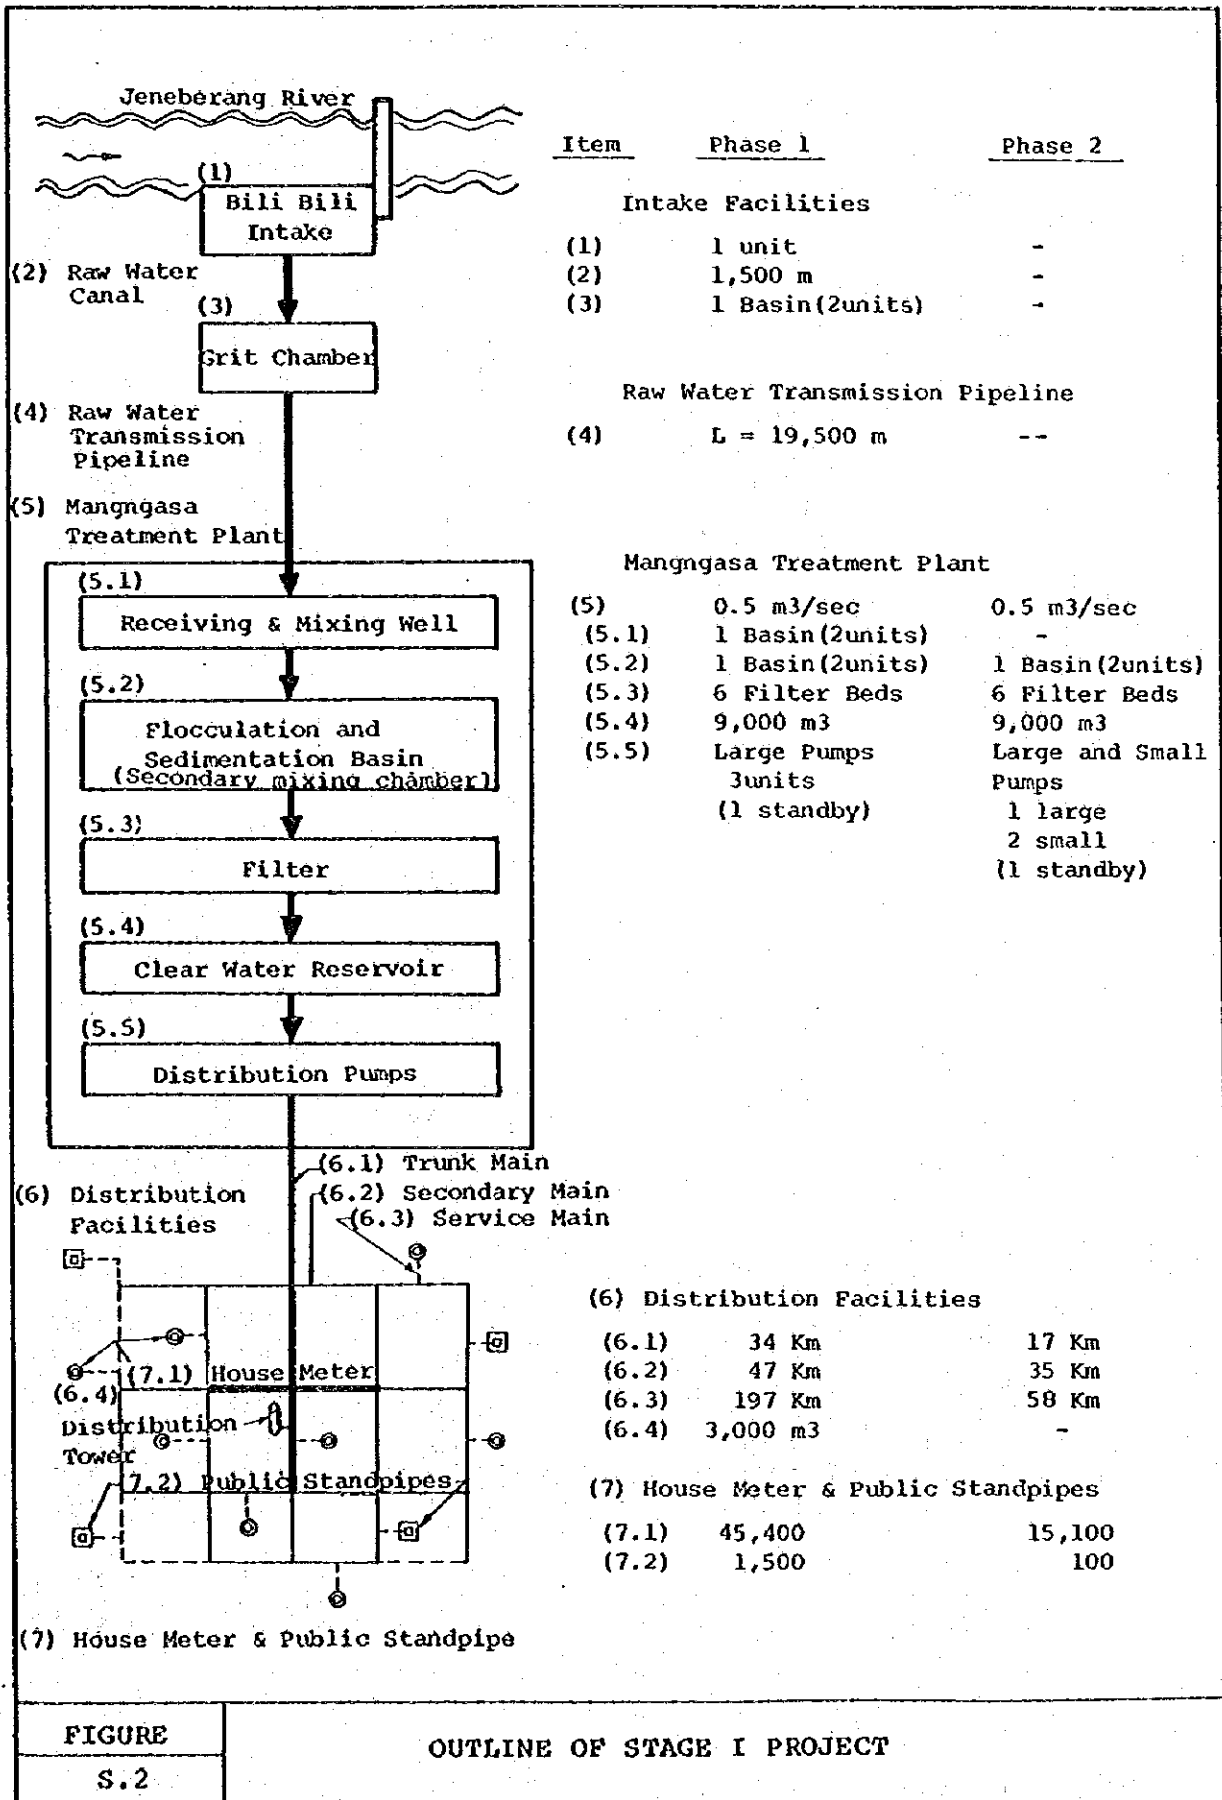 Jeneberang River
(1)
Bili Bili
Intake
(2) Raw Water
Canal
(3)
Grit Chamber
(4) Raw Water
Transmission
Pipeline
(5) Mangngasa
Treatment Plant
(5.1)
Receiving & Mixing Well
(5.2)
Flocculation and
Sedimentation Basin
(Secondary mixing chamber)
(5.3)
Filter
(5.4)
Clear Water Reservoir
(5.5)
Distribution Pumps
(6.1) Trunk Main
(6) Distribution
Facilities
(6.2) Secondary Main
(6.3) Service Main
(7.1) House Meter
(6.4)
Distribution
Tower
(7.2) Public Standpipes
(7) House Meter & Public Standpipe
Item Phase 1 Phase 2
Intake Facilities
(1) 1 unit -
(2) 1,500 m -
(3) 1 Basin(2units) -
Raw Water Transmission Pipeline
(4) L = 19,500 m --
Mangngasa Treatment Plant
(5) 0.5 m3/sec 0.5 m3/sec
(5.1) 1 Basin(2units) -
(5.2) 1 Basin(2units) 1 Basin(2units)
(5.3) 6 Filter Beds 6 Filter Beds
(5.4) 9,000 m3 9,000 m3
(5.5) Large Pumps Large and Small
3units Pumps
(1 standby) 1 large
2 small
(1 standby)
(6) Distribution Facilities
(6.1) 34 Km 17 Km
(6.2) 47 Km 35 Km
(6.3) 197 Km 58 Km
(6.4) 3,000 m3 -
(7) House Meter & Public Standpipes
(7.1) 45,400 15,100
(7.2) 1,500 100
FIGURE
S.2
OUTLINE OF STAGE I PROJECT